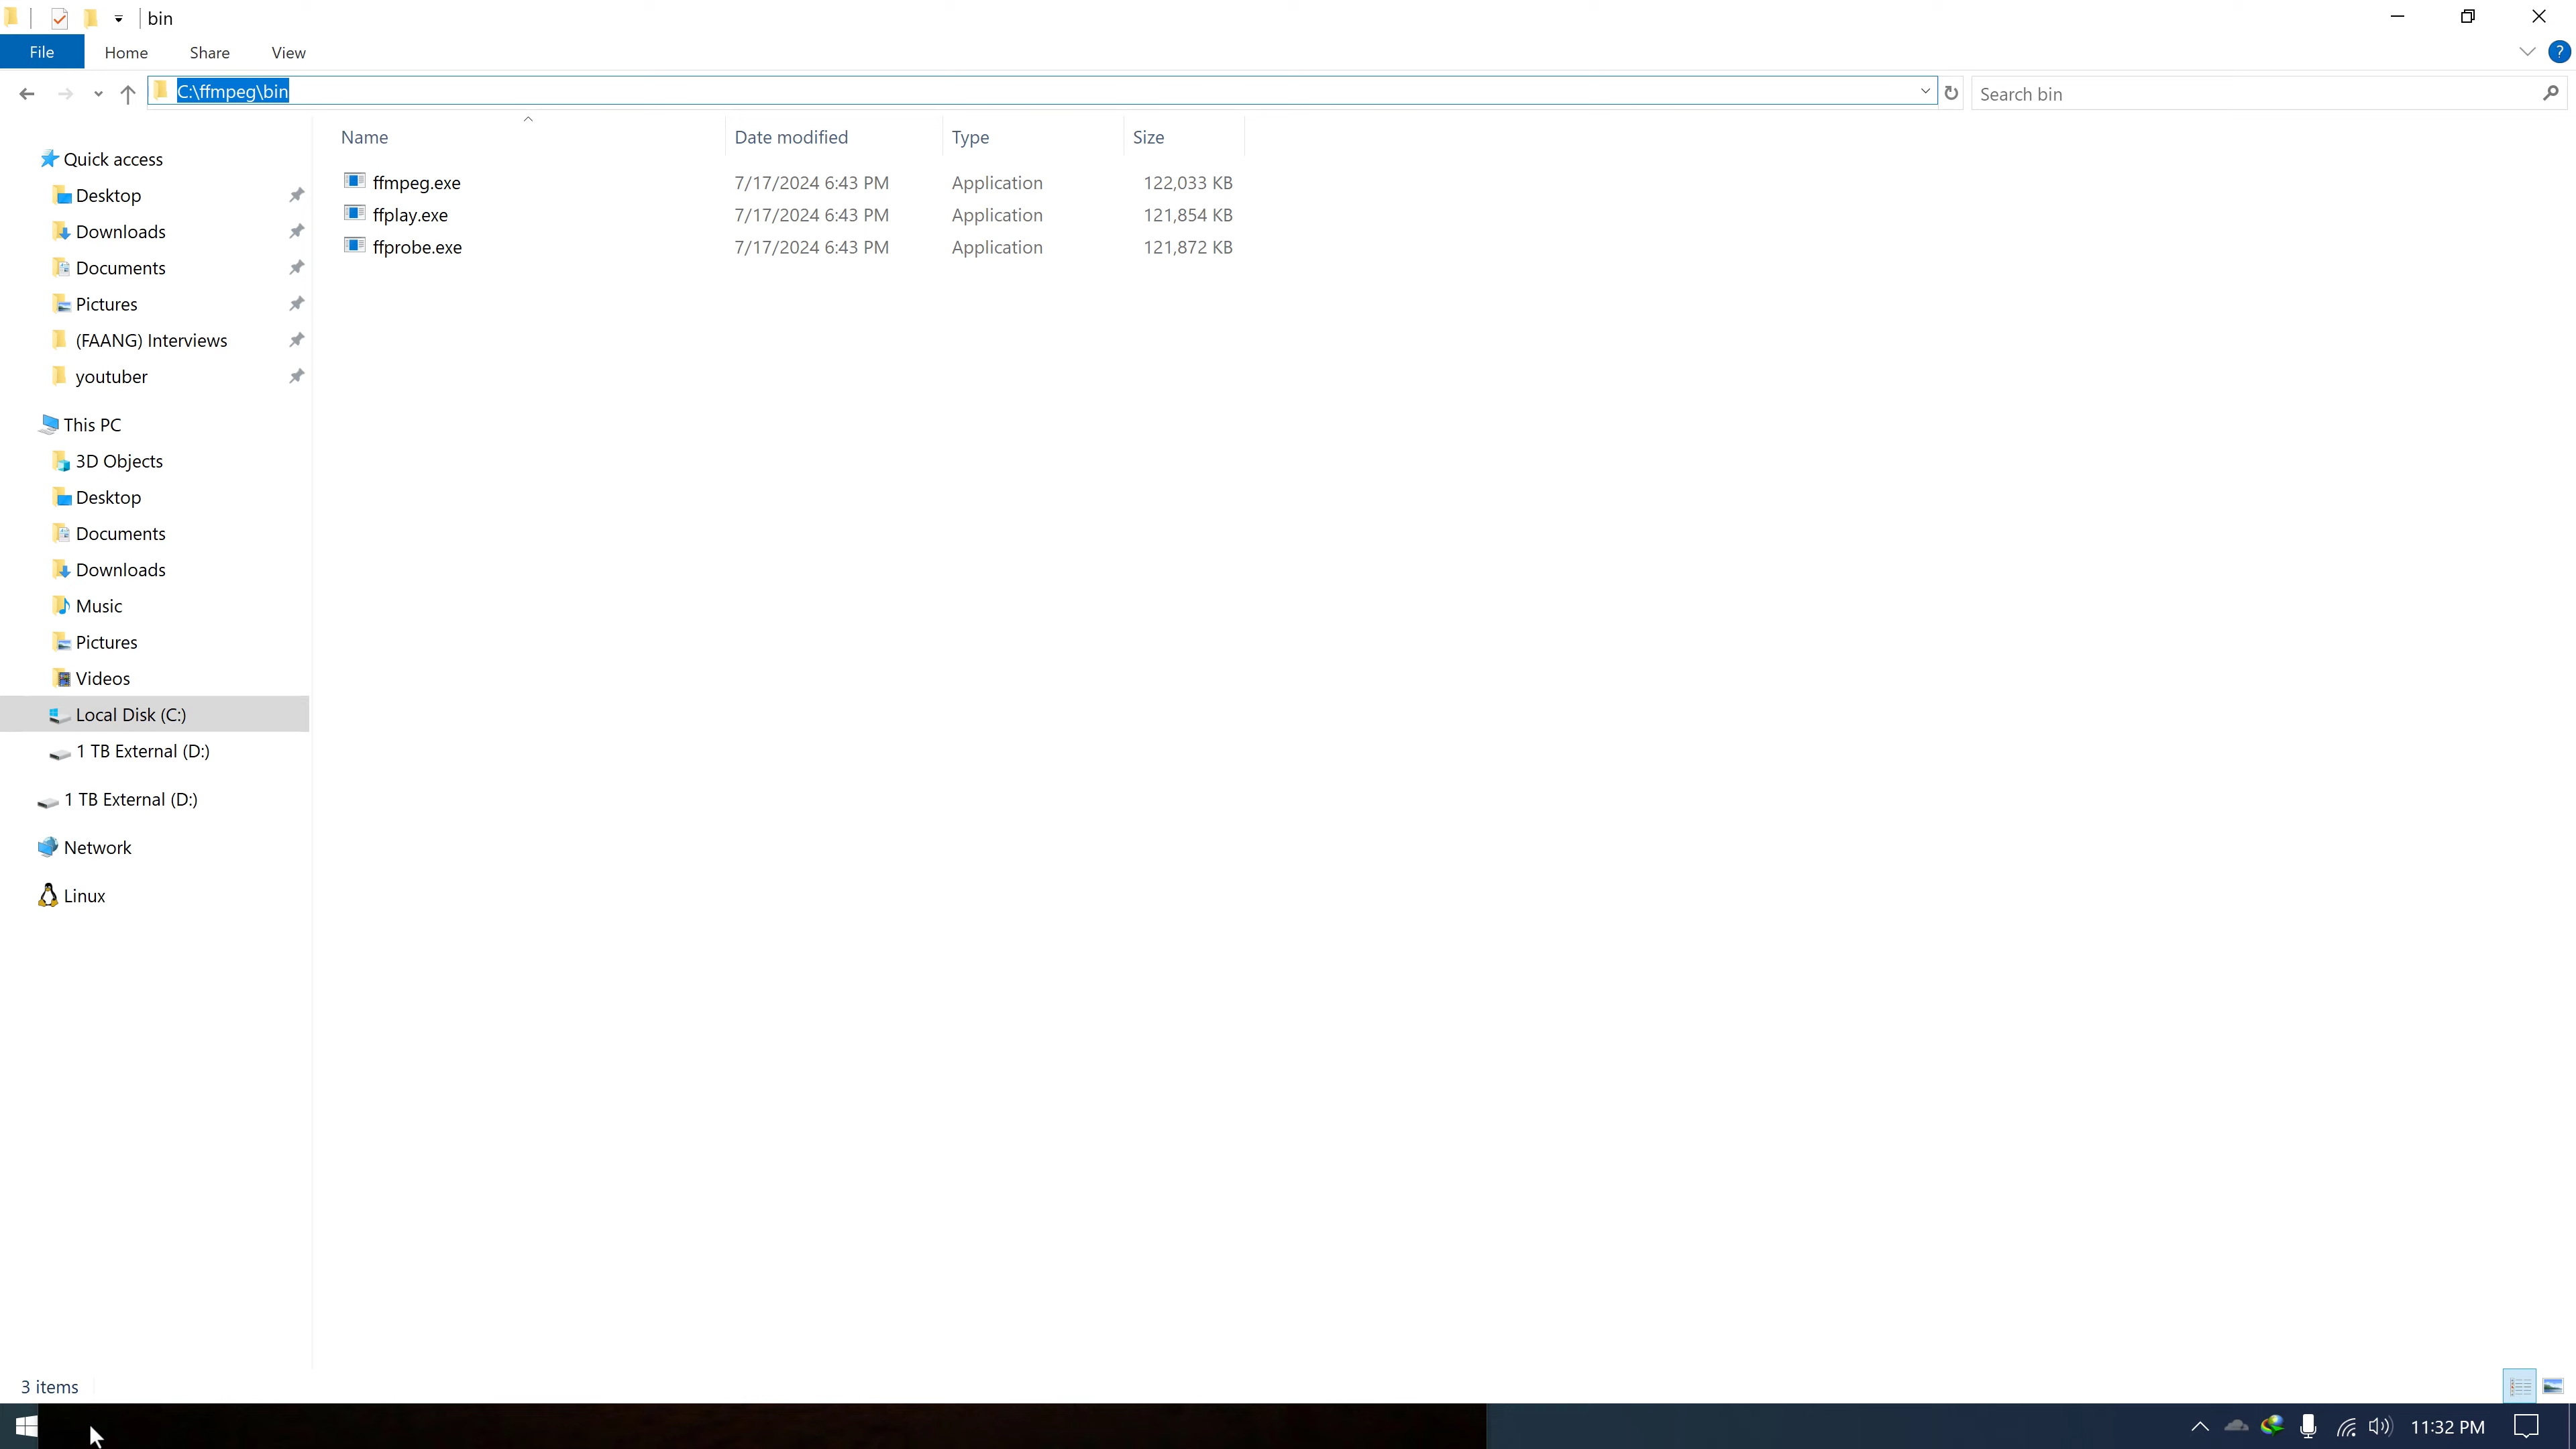 bin
File Home Share View
?
C:\ffmpeg\bin
Search bin
Name Date modified Type Size
ffmpeg.exe 7/17/2024 6:43 PM Application 122,033 KB
ffplay.exe 7/17/2024 6:43 PM Application 121,854 KB
ffprobe.exe 7/17/2024 6:43 PM Application 121,872 KB
Quick access
Desktop
Downloads
Documents
Pictures
(FAANG) Interviews
youtuber
This PC
3D Objects
Desktop
Documents
Downloads
Music
Pictures
Videos
Local Disk (C:)
1 TB External (D:)
1 TB External (D:)
Network
Linux
3 items
11:32 PM